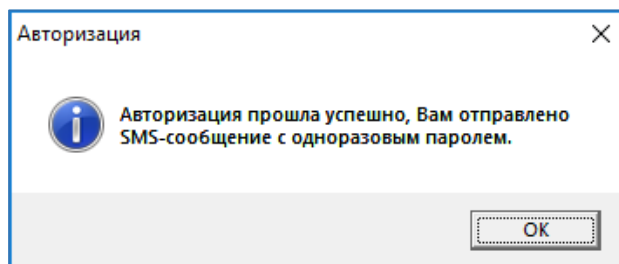 Авторизация
Авторизация прошла успешно, Вам отправлено
SMS-сообщение с одноразовым паролем.
OK